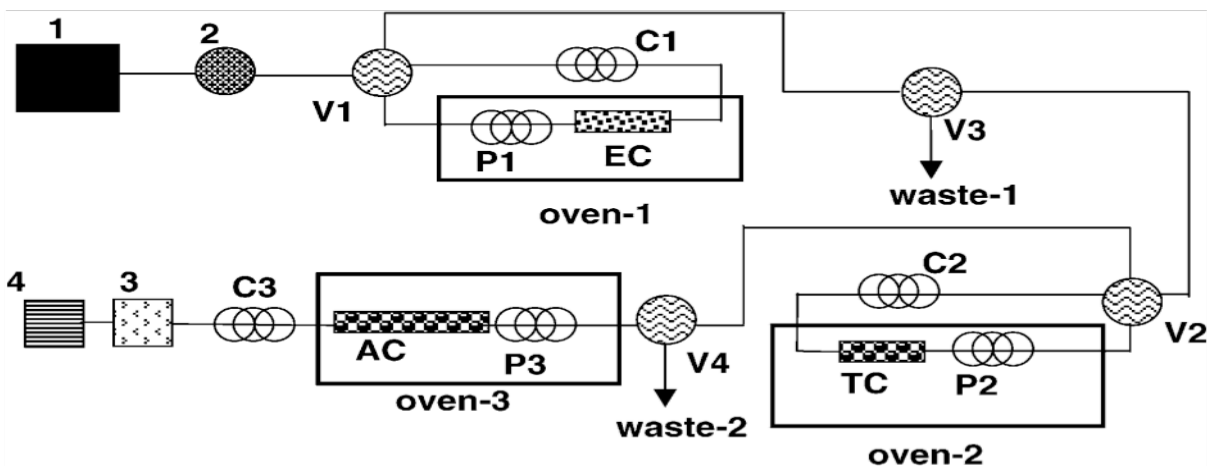 1
2
C1
V1
P1
EC
V3
oven-1
waste-1
4
3
C3
C2
AC
P3
V4
TC
P2
V2
oven-3
waste-2
oven-2